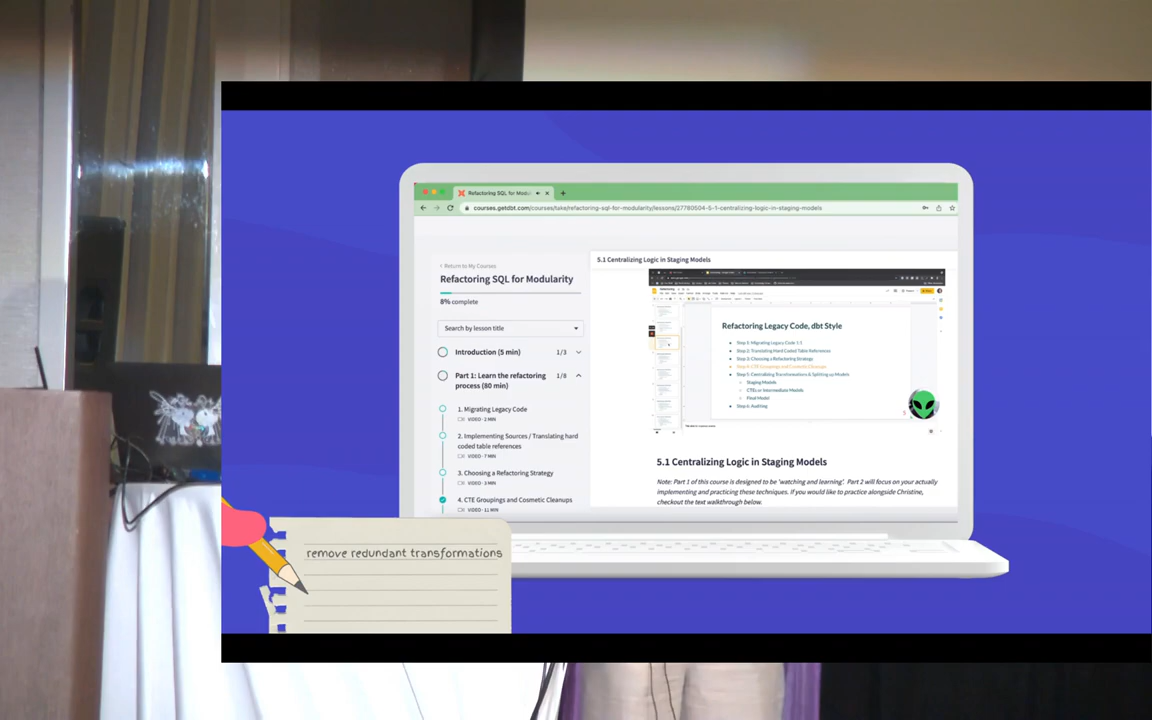 Refactoring SQL for Modu
courses.getdbt.com/courses/take/refactoring-sql-for-modularity/lessons/27780504-5-1-centralizing-logic-in-staging-models
< Return to My Courses
Refactoring SQL for Modularity
8% complete
Search by lesson title
Introduction (5 min) 1/3
Part 1: Learn the refactoring process (80 min) 1/8
1. Migrating Legacy Code
VIDEO · 2 MIN
2. Implementing Sources / Translating hard
coded table references
VIDEO · 7 MIN
3. Choosing a Refactoring Strategy
VIDEO · 3 MIN
4. CTE Groupings and Cosmetic Cleanups
VIDEO · 11 MIN
5.1 Centralizing Logic in Staging Models
Refactoring Legacy Code, dbt Style
Step 1: Migrating Legacy Code 1:1
Step 2: Translating Hard Coded Table References
Step 3: Choosing a Refactoring Strategy
Step 4: CTE Groupings and Cosmetic Cleanups
Step 5: Centralizing Transformations & Splitting up Models
Staging Models
CTEs or Intermediate Models
Final Model
Step 6: Auditing
5.1 Centralizing Logic in Staging Models
Note: Part 1 of this course is designed to be 'watching and learning'. Part 2 will focus on your actually
implementing and practicing these techniques. If you would like to practice alongside Christine,
checkout the text walkthrough below.
remove redundant transformations